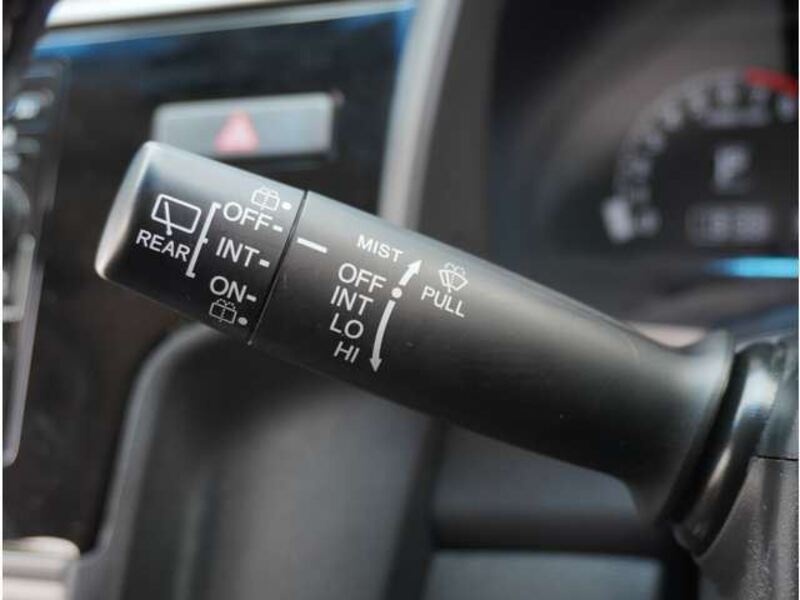 REAR
OFF
INT
ON
MIST
OFF
INT
LO
HI
PULL
P